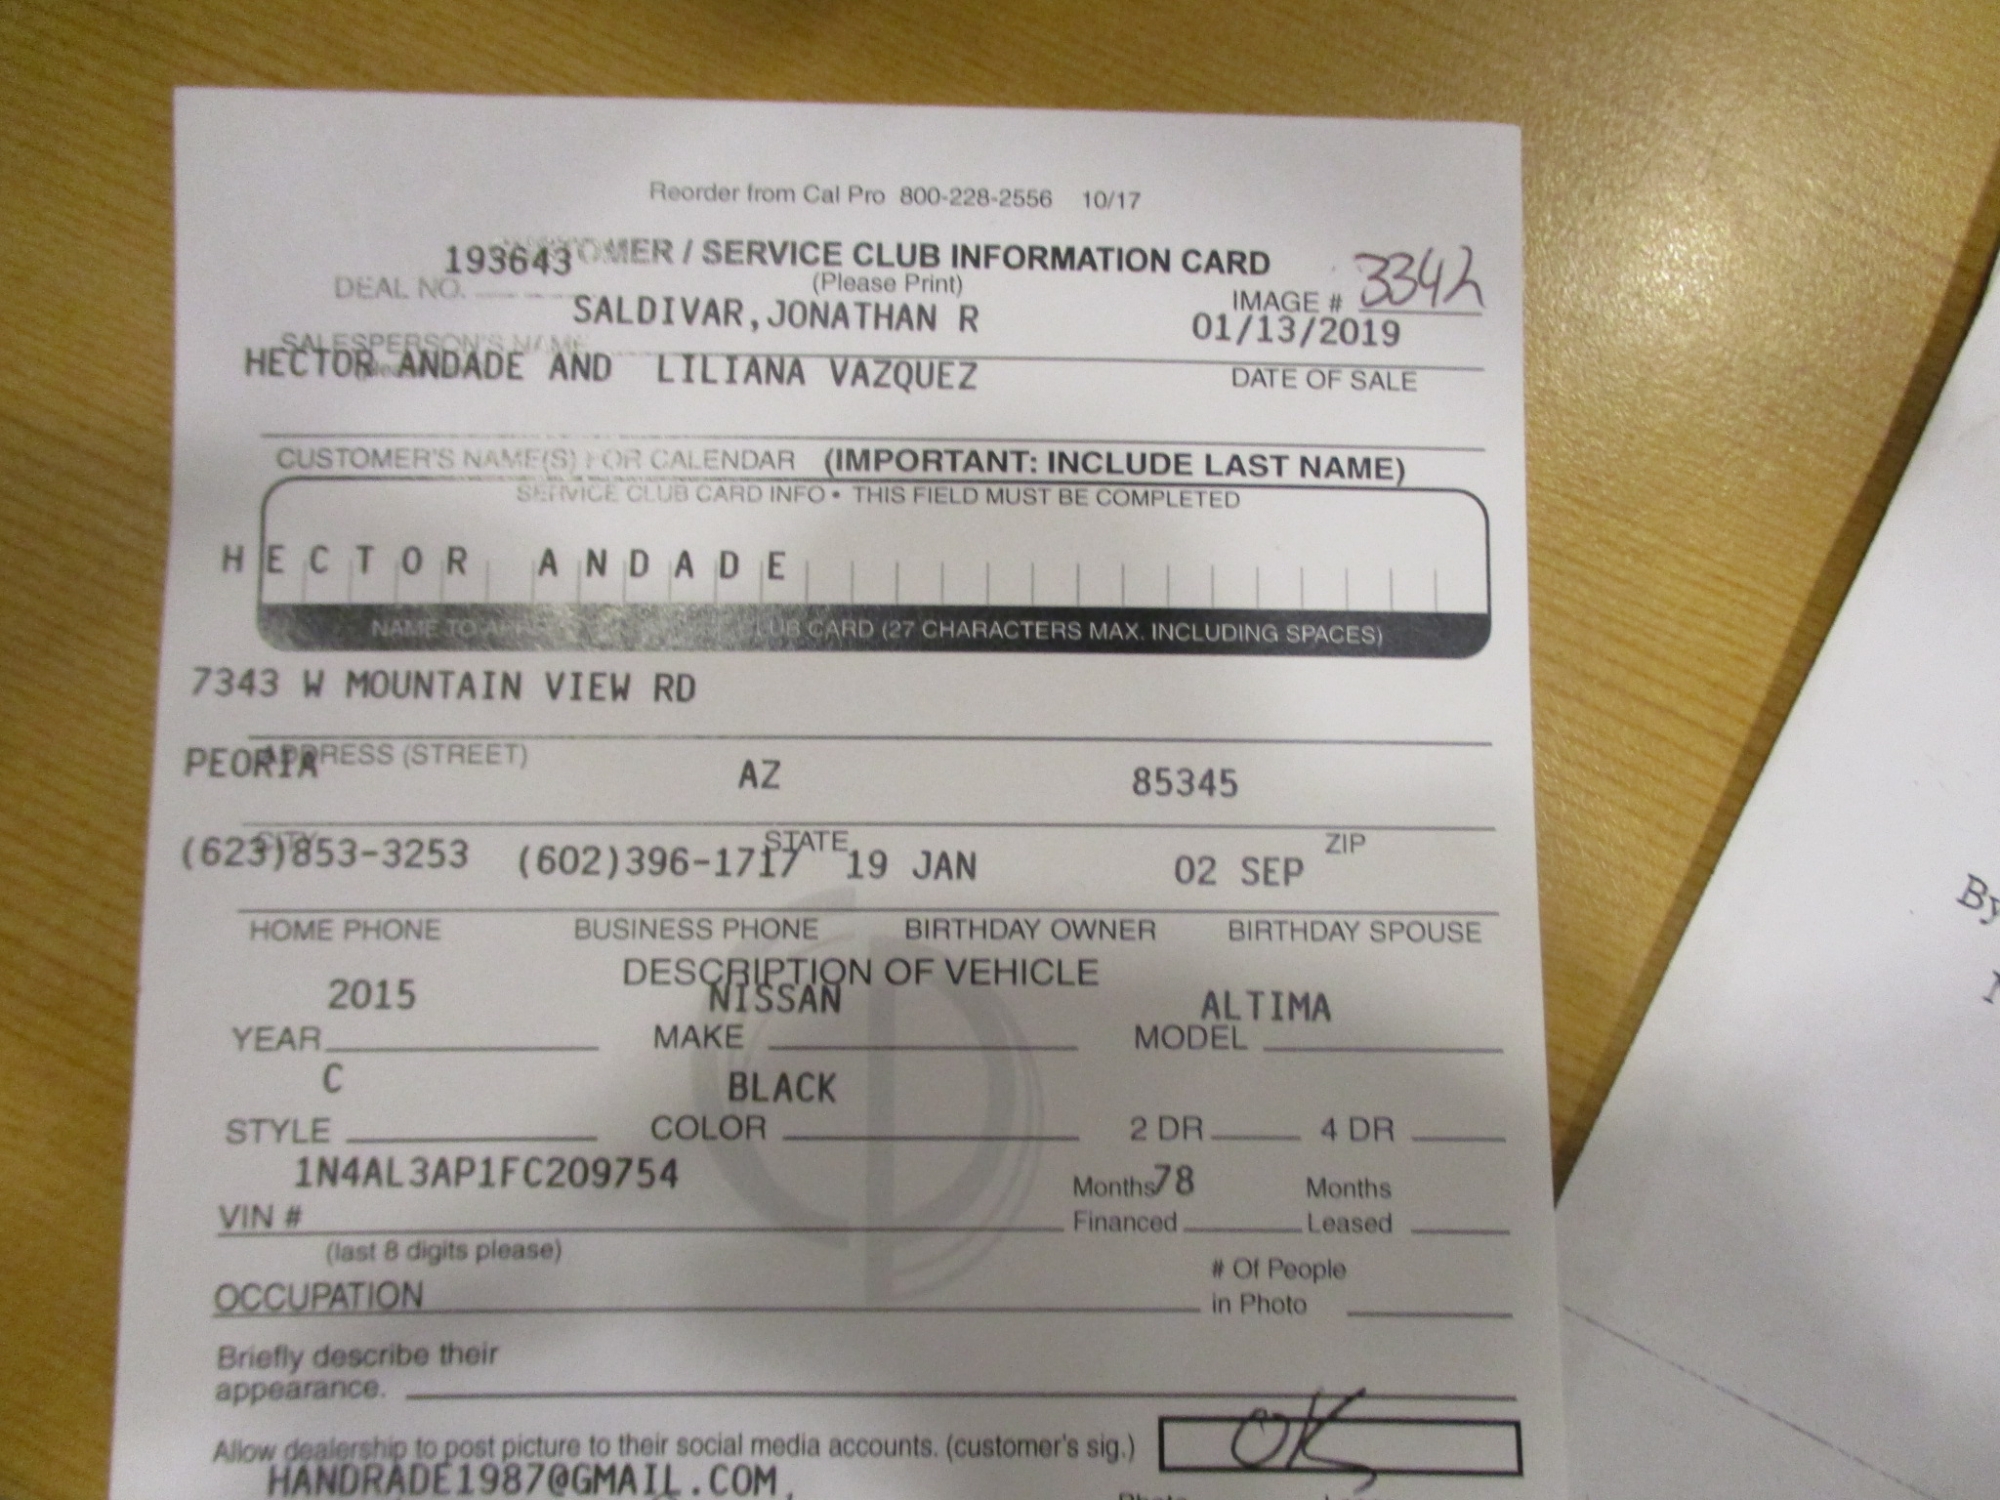 Reorder from Cal Pro 800-228-2556 10/17
193643 CUSTOMER / SERVICE CLUB INFORMATION CARD
(Please Print)
DEAL NO. IMAGE # 3342
SALDIVAR,JONATHAN R 01/13/2019
SALESPERSON'S NAME
HECTOR ANDADE AND LILIANA VAZQUEZ DATE OF SALE
CUSTOMER'S NAME(S) FOR CALENDAR (IMPORTANT: INCLUDE LAST NAME)
SERVICE CLUB CARD INFO • THIS FIELD MUST BE COMPLETED
HECTOR ANDADE
NAME TO CLUB CARD (27 CHARACTERS MAX. INCLUDING SPACES)
7343 W MOUNTAIN VIEW RD
ADDRESS (STREET)
PEORIA AZ 85345
CITY STATE ZIP
(623)853-3253 (602)396-1717 19 JAN 02 SEP
HOME PHONE BUSINESS PHONE BIRTHDAY OWNER BIRTHDAY SPOUSE
DESCRIPTION OF VEHICLE
2015 NISSAN ALTIMA
YEAR MAKE MODEL
C BLACK
STYLE COLOR 2 DR 4 DR
1N4AL3AP1FC209754 Months 78 Months
VIN # Financed Leased
(last 8 digits please)
# Of People
OCCUPATION in Photo
Briefly describe their
appearance.
Allow dealership to post picture to their social media accounts. (customer's sig.) OK
HANDRADE1987@GMAIL.COM
By